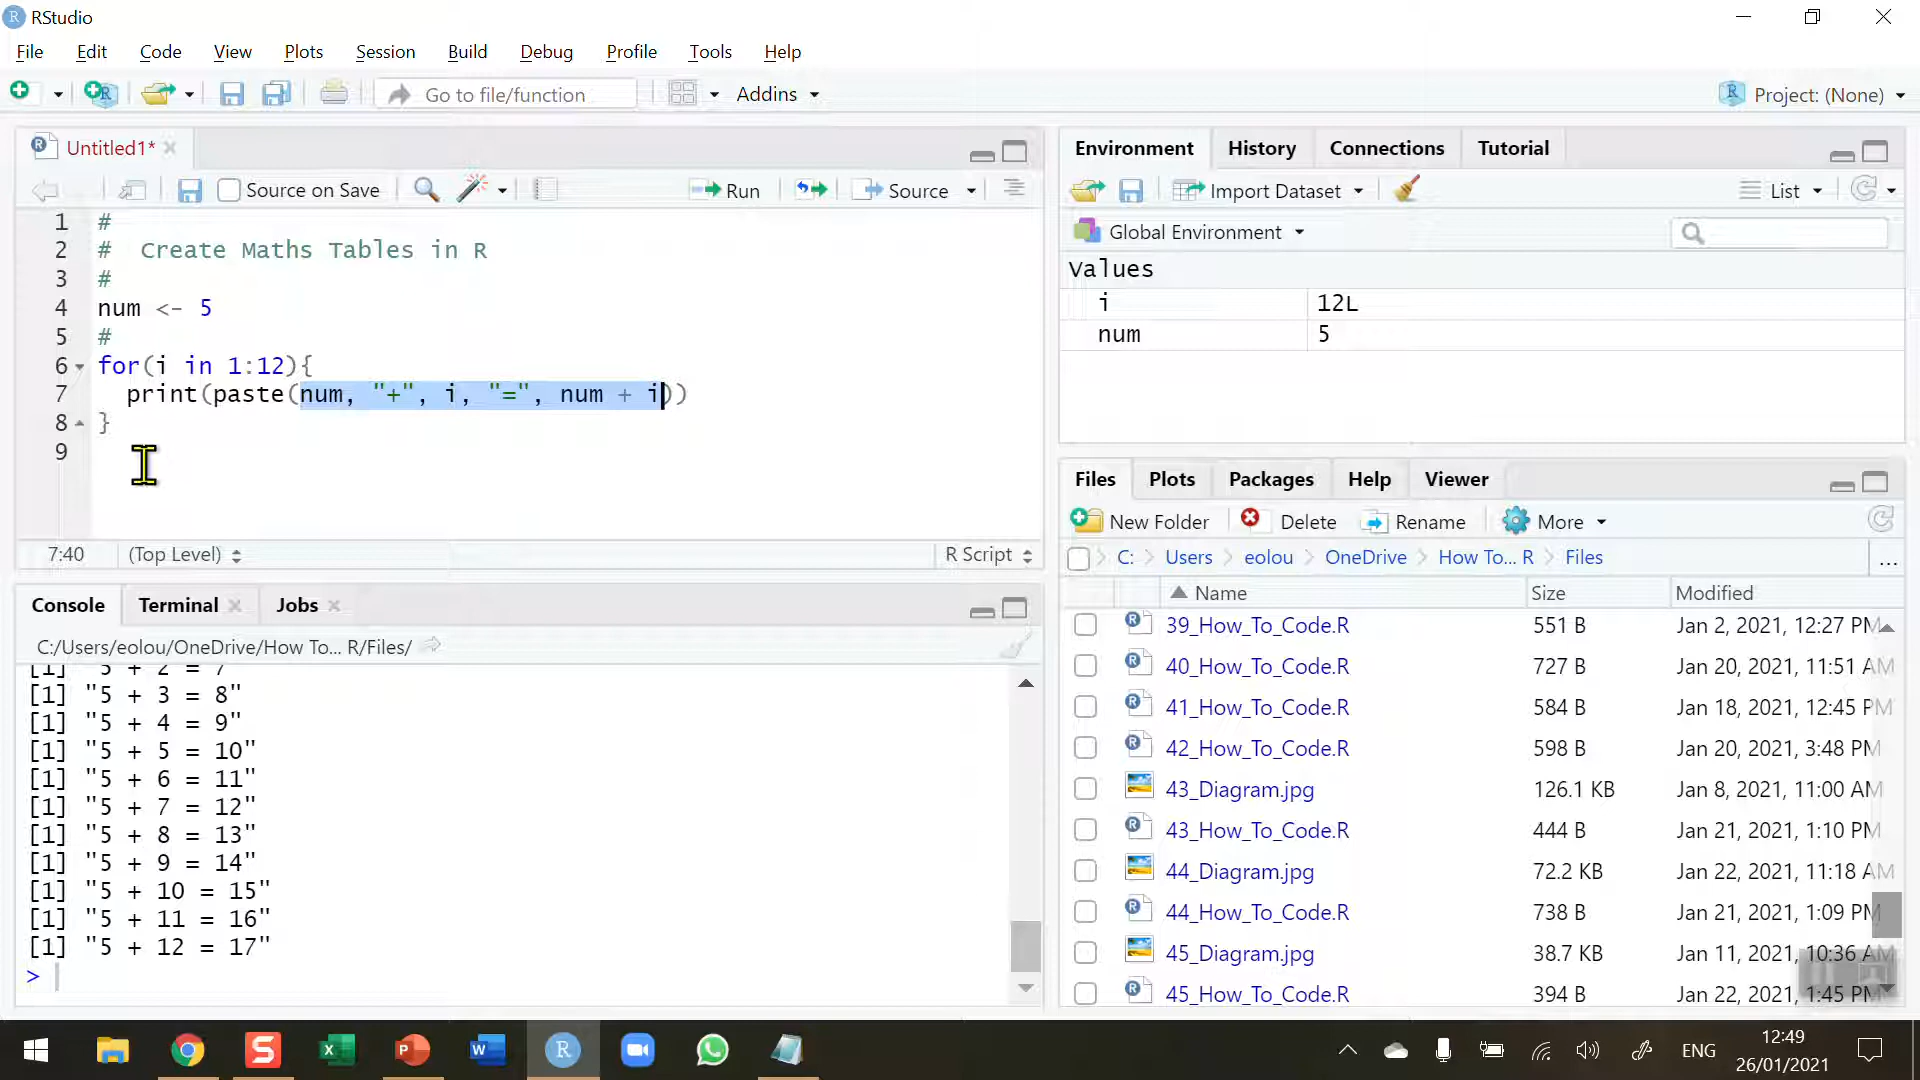 RStudio
File Edit Code View Plots Session Build Debug Profile Tools Help
Go to file/function Addins Project: (None)
Untitled1*
Source on Save Run Source
1 #
2 #  Create Maths Tables in R
3 #
4 num <- 5
5 #
6 for(i in 1:12){
7   print(paste(num, "+", i, "=", num + i))
8 }
9
7:40 (Top Level) R Script
Console Terminal Jobs
C:/Users/eolou/OneDrive/How To... R/Files/
[1] "5 + 2 = 7"
[1] "5 + 3 = 8"
[1] "5 + 4 = 9"
[1] "5 + 5 = 10"
[1] "5 + 6 = 11"
[1] "5 + 7 = 12"
[1] "5 + 8 = 13"
[1] "5 + 9 = 14"
[1] "5 + 10 = 15"
[1] "5 + 11 = 16"
[1] "5 + 12 = 17"
>
Environment History Connections Tutorial
Import Dataset List
Global Environment
Values
i 12L
num 5
Files Plots Packages Help Viewer
New Folder Delete Rename More
C: Users eolou OneDrive How To... R Files ...
Name Size Modified
39_How_To_Code.R 551 B Jan 2, 2021, 12:27 PM
40_How_To_Code.R 727 B Jan 20, 2021, 11:51 AM
41_How_To_Code.R 584 B Jan 18, 2021, 12:45 PM
42_How_To_Code.R 598 B Jan 20, 2021, 3:48 PM
43_Diagram.jpg 126.1 KB Jan 8, 2021, 11:00 AM
43_How_To_Code.R 444 B Jan 21, 2021, 1:10 PM
44_Diagram.jpg 72.2 KB Jan 22, 2021, 11:18 AM
44_How_To_Code.R 738 B Jan 21, 2021, 1:09 PM
45_Diagram.jpg 38.7 KB Jan 11, 2021, 10:36 AM
45_How_To_Code.R 394 B Jan 22, 2021, 1:45 PM
ENG
12:49
26/01/2021